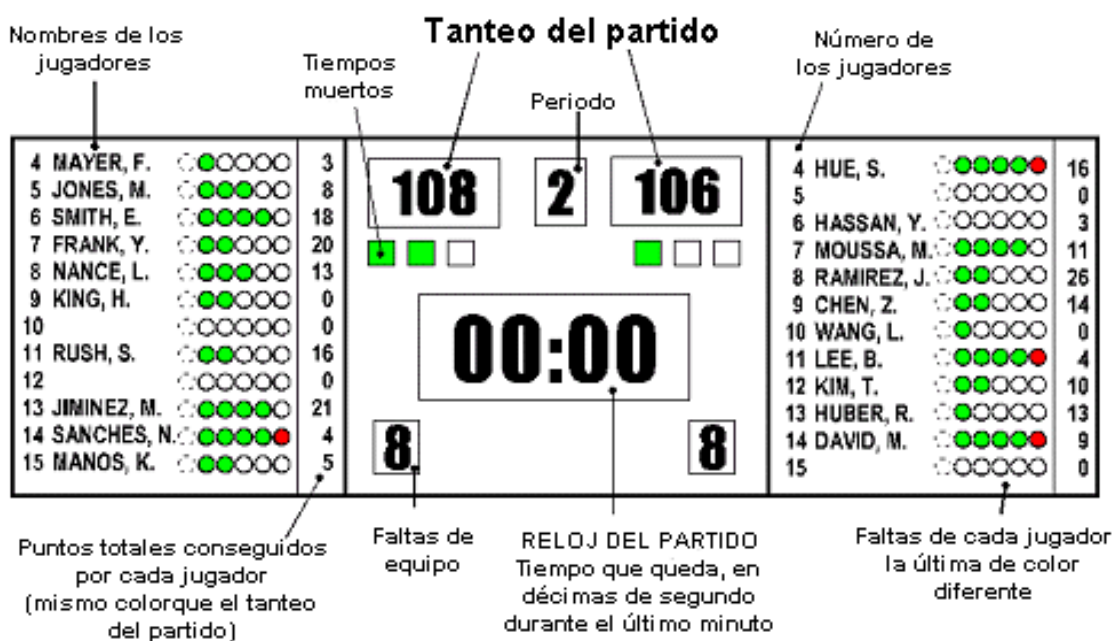 Tanteo del partido
Nombres de los
jugadores
Tiempos
muertos
Periodo
Número de
los jugadores
108
2
106
00:00
8
8
4 MAYER, F. 3
5 JONES, M. 8
6 SMITH, E. 18
7 FRANK, Y. 20
8 NANCE, L. 13
9 KING, H. 0
10 0
11 RUSH, S. 16
12 0
13 JIMINEZ, M. 21
14 SANCHES, N. 4
15 MANOS, K. 5
4 HUE, S. 16
5 0
6 HASSAN, Y. 3
7 MOUSSA, M. 11
8 RAMIREZ, J. 26
9 CHEN, Z. 14
10 WANG, L. 0
11 LEE, B. 4
12 KIM, T. 10
13 HUBER, R. 13
14 DAVID, M. 9
15 0
Puntos totales conseguidos
por cada jugador
(mismo colorque el tanteo
del partido)
Faltas de
equipo
RELOJ DEL PARTIDO
Tiempo que queda, en
décimas de segundo
durante el último minuto
Faltas de cada jugador
la última de color
diferente